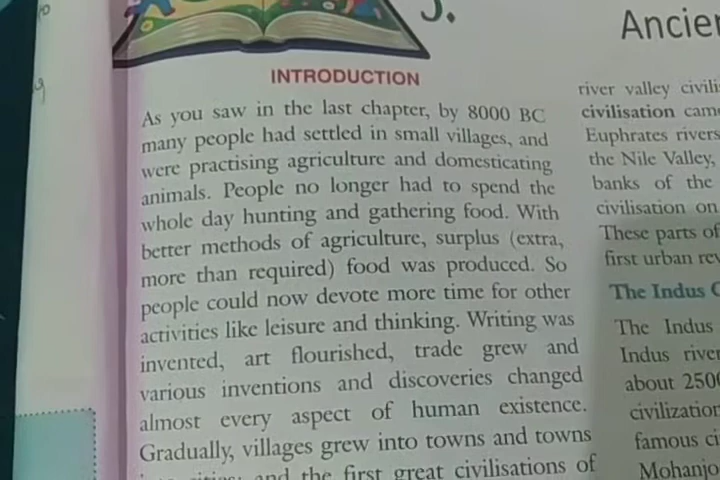 3.
Ancie
INTRODUCTION
As you saw in the last chapter, by 8000 BC
many people had settled in small villages, and
were practising agriculture and domesticating
animals. People no longer had to spend the
whole day hunting and gathering food. With
better methods of agriculture, surplus (extra,
more than required) food was produced. So
people could now devote more time for other
activities like leisure and thinking. Writing was
invented, art flourished, trade grew and
various inventions and discoveries changed
almost every aspect of human existence.
Gradually, villages grew into towns and towns
and the first great civilisations of
river valley civili
civilisation cam
Euphrates rivers
the Nile Valley,
banks of the
civilisation on
These parts of
first urban rev
The Indus C
The Indus
Indus river
about 2500
civilization
famous ci
Mohanjo